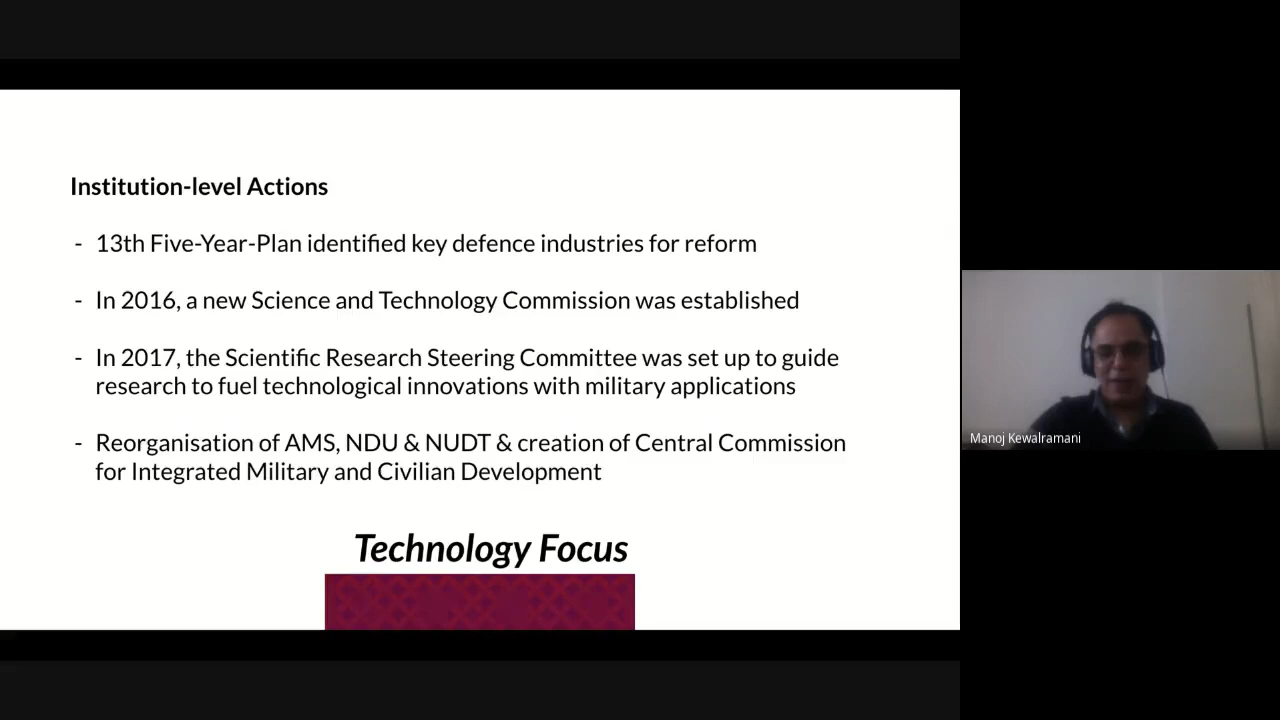 Institution-level Actions
- 13th Five-Year-Plan identified key defence industries for reform
- In 2016, a new Science and Technology Commission was established
- In 2017, the Scientific Research Steering Committee was set up to guide
research to fuel technological innovations with military applications
- Reorganisation of AMS, NDU & NUDT & creation of Central Commission
for Integrated Military and Civilian Development
Technology Focus
Manoj Kewalramani